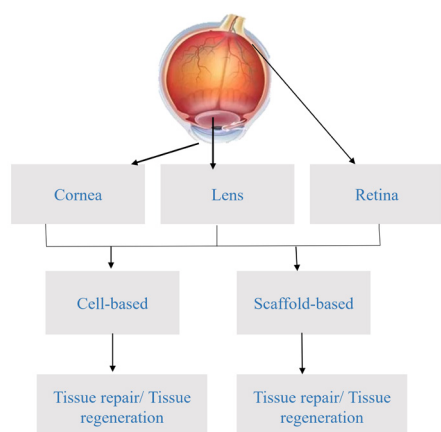 Cornea
Lens
Retina
Cell-based
Scaffold-based
Tissue repair/ Tissue
regeneration
Tissue repair/ Tissue
regeneration